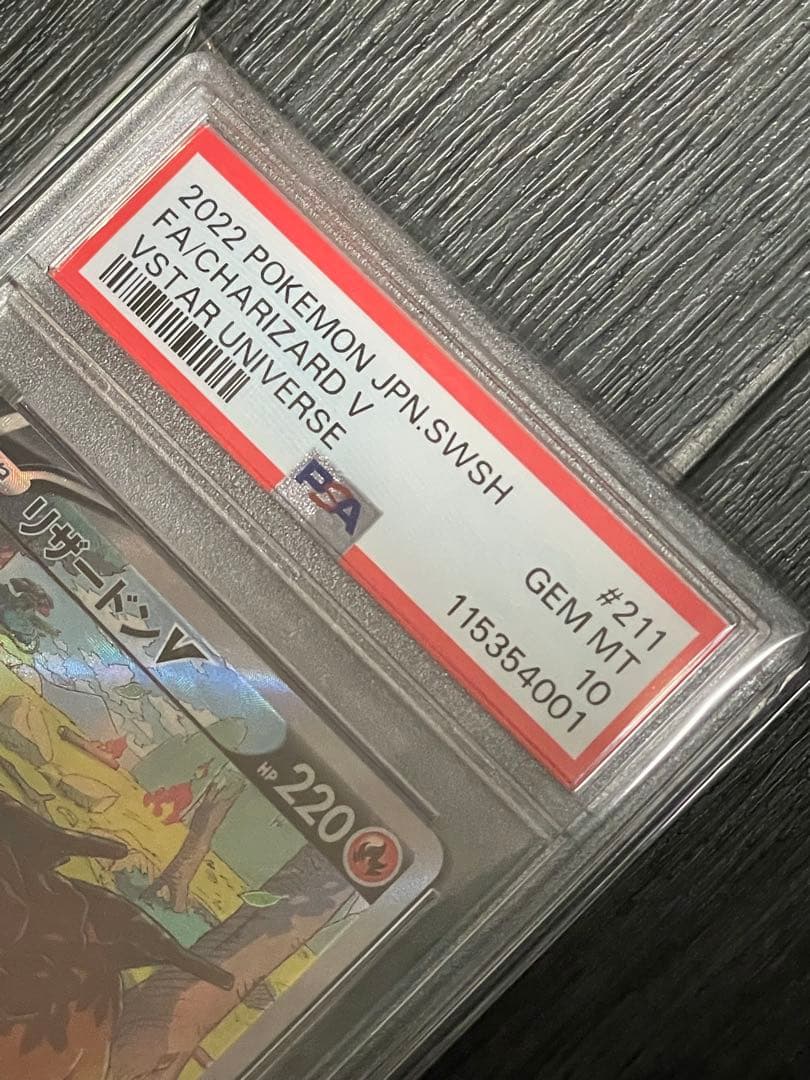 2022 POKEMON JPN.SWSH
FA/CHARIZARD V
VSTAR UNIVERSE
#211
GEM MT
10
115354001
PSA
リザードンV
HP 220